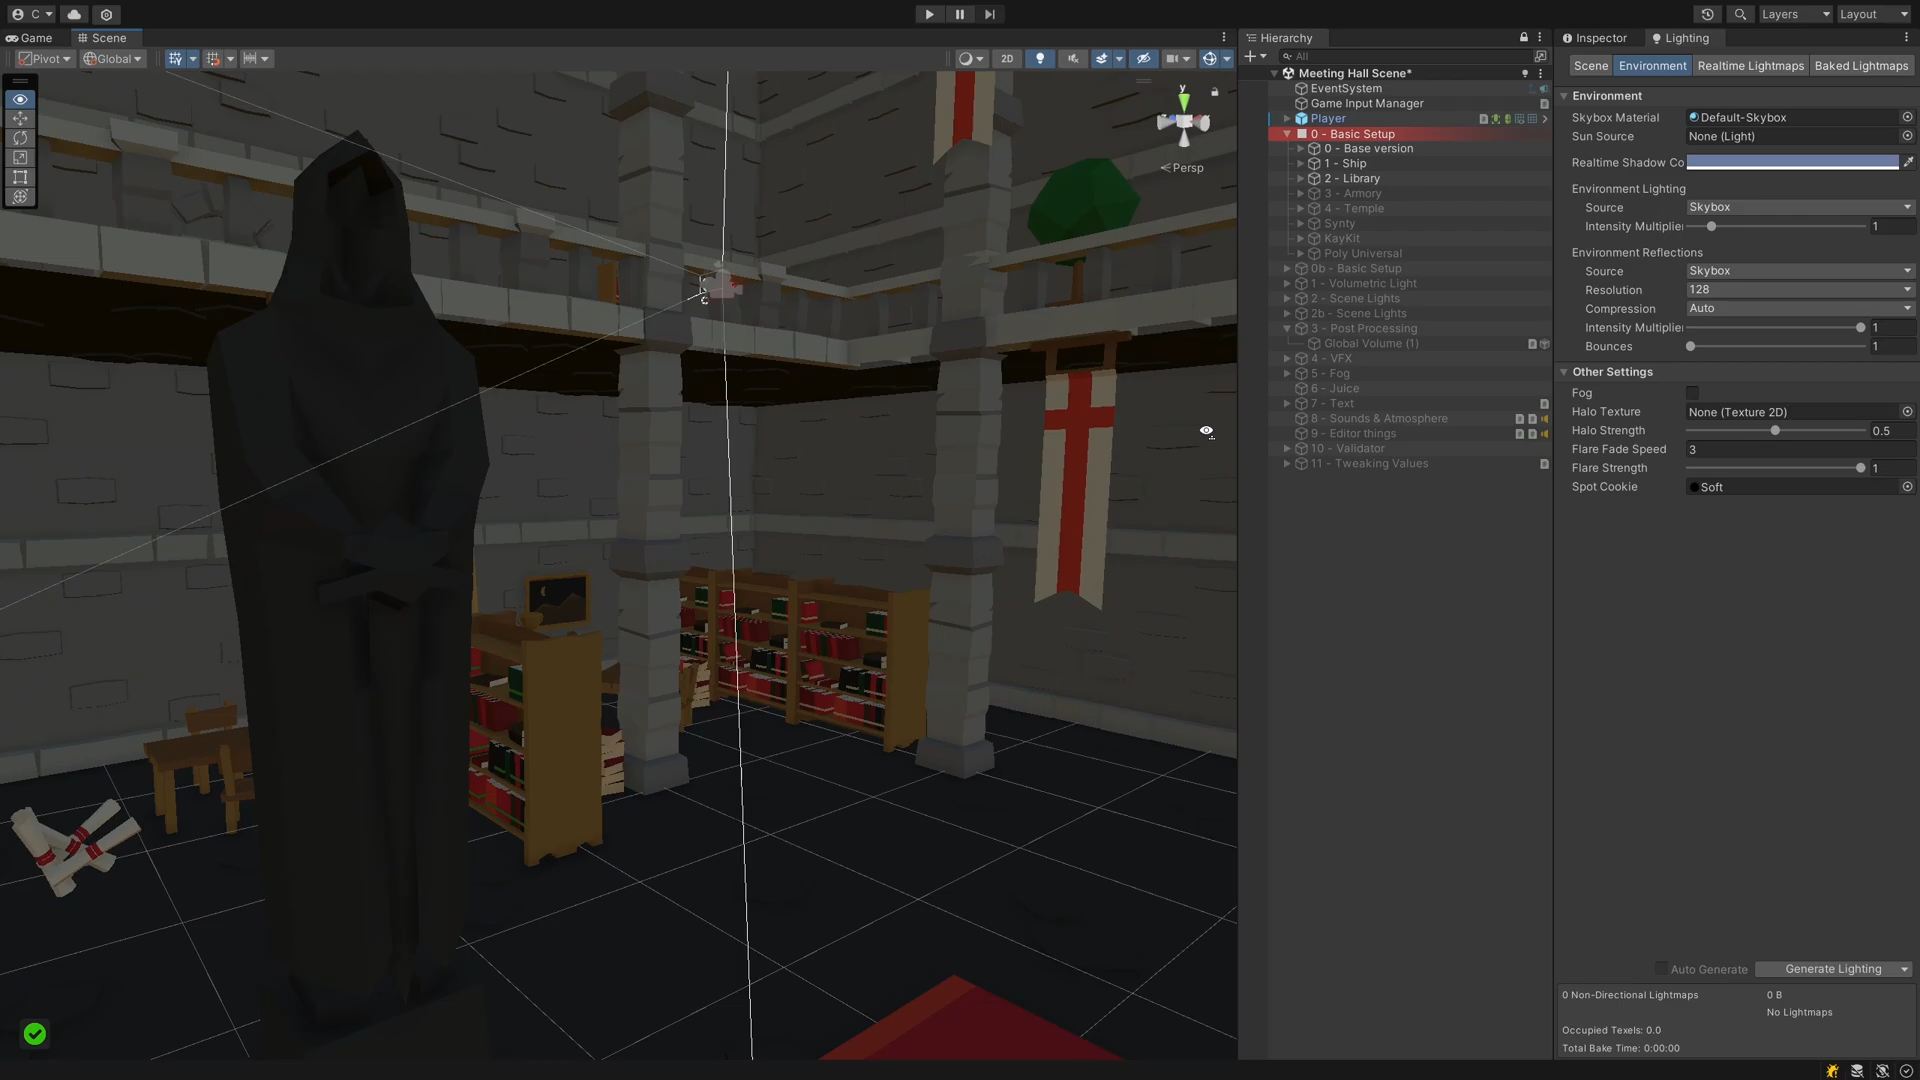 C
Layers
Layout
Game
Scene
Hierarchy
Inspector
Lighting
Pivot
Global
2D
All
Scene
Environment
Realtime Lightmaps
Baked Lightmaps
y
Persp
Meeting Hall Scene*
EventSystem
Game Input Manager
Player
0 - Basic Setup
0 - Base version
1 - Ship
2 - Library
3 - Armory
4 - Temple
Synty
KayKit
Poly Universal
0b - Basic Setup
1 - Volumetric Light
2 - Scene Lights
2b - Scene Lights
3 - Post Processing
Global Volume (1)
4 - VFX
5 - Fog
6 - Juice
7 - Text
8 - Sounds & Atmosphere
9 - Editor things
10 - Validator
11 - Tweaking Values
Environment
Skybox Material Default-Skybox
Sun Source None (Light)
Realtime Shadow Co
Environment Lighting
Source Skybox
Intensity Multiplier 1
Environment Reflections
Source Skybox
Resolution 128
Compression Auto
Intensity Multiplier 1
Bounces 1
Other Settings
Fog
Halo Texture None (Texture 2D)
Halo Strength 0.5
Flare Fade Speed 3
Flare Strength 1
Spot Cookie Soft
Auto Generate Generate Lighting
0 Non-Directional Lightmaps 0 B
No Lightmaps
Occupied Texels: 0.0
Total Bake Time: 0:00:00